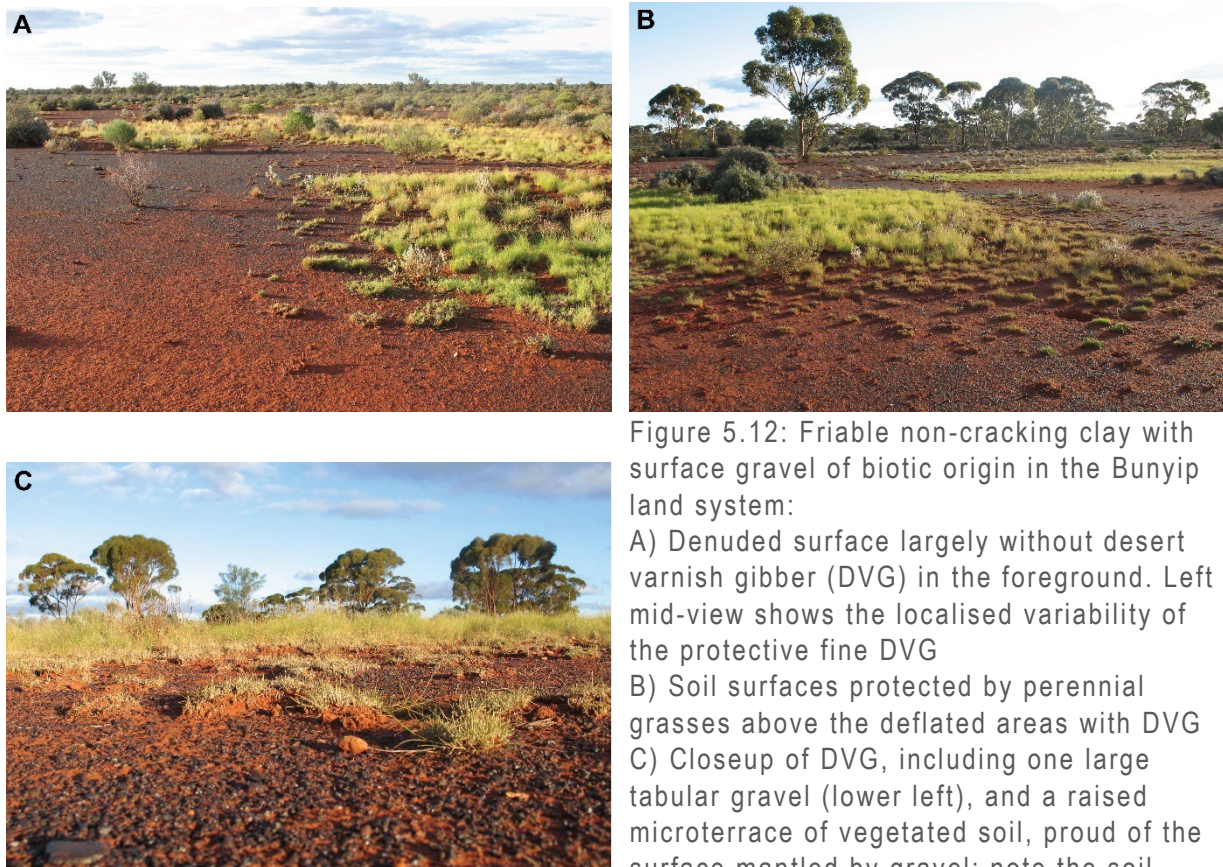 A
B
Figure 5.12: Friable non-cracking clay with
surface gravel of biotic origin in the Bunyip
land system:
A) Denuded surface largely without desert
varnish gibber (DVG) in the foreground. Left
mid-view shows the localised variability of
the protective fine DVG
B) Soil surfaces protected by perennial
grasses above the deflated areas with DVG
C
C) Closeup of DVG, including one large
tabular gravel (lower left), and a raised
microterrace of vegetated soil, proud of the
surface mantled by gravel; note the soil